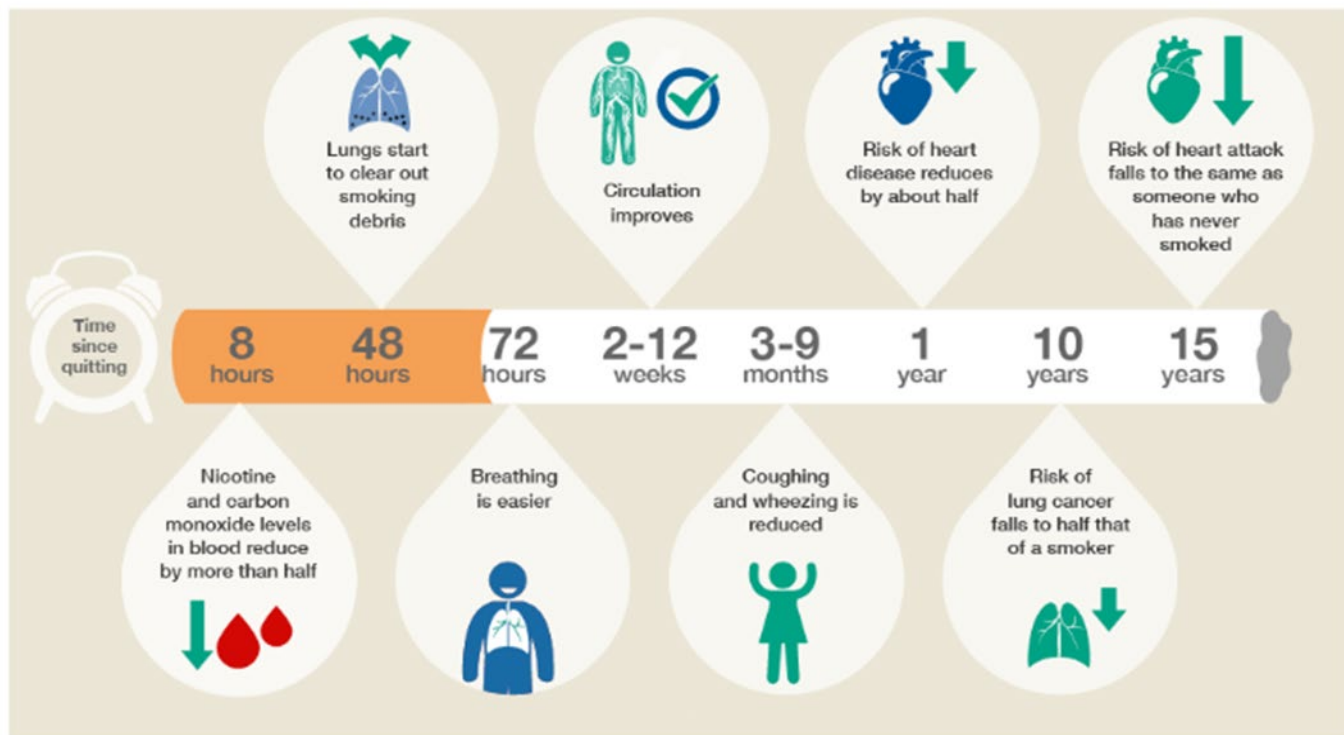 Lungs start
to clear out
smoking
debris
Circulation
improves
Risk of heart
disease reduces
by about half
Risk of heart attack
falls to the same as
someone who
has never
smoked
Time
since
quitting
8
hours
48
hours
72
hours
2-12
weeks
3-9
months
1
year
10
years
15
years
Nicotine
and carbon
monoxide levels
in blood reduce
by more than half
Breathing
is easier
Coughing
and wheezing is
reduced
Risk of
lung cancer
falls to half that
of a smoker